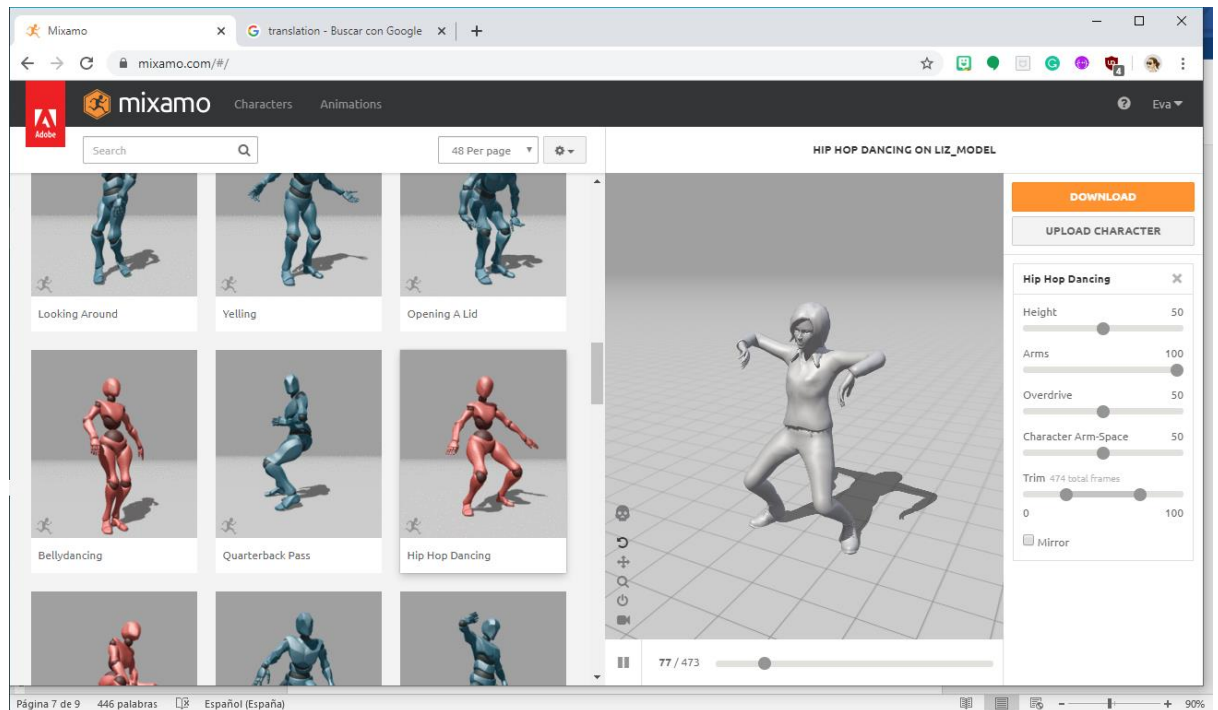 Mixamo
translation - Buscar con Google
mixamo.com/#/
4
Adobe
mixamo
Characters Animations
Eva
Search
48 Per page
HIP HOP DANCING ON LIZ_MODEL
Looking Around
Yelling
Opening A Lid
Bellydancing
Quarterback Pass
Hip Hop Dancing
DOWNLOAD
UPLOAD CHARACTER
Hip Hop Dancing
Height 50
Arms 100
Overdrive 50
Character Arm-Space 50
Trim 474 total frames
0 100
Mirror
77 / 473
Página 7 de 9 446 palabras Español (España)
90%